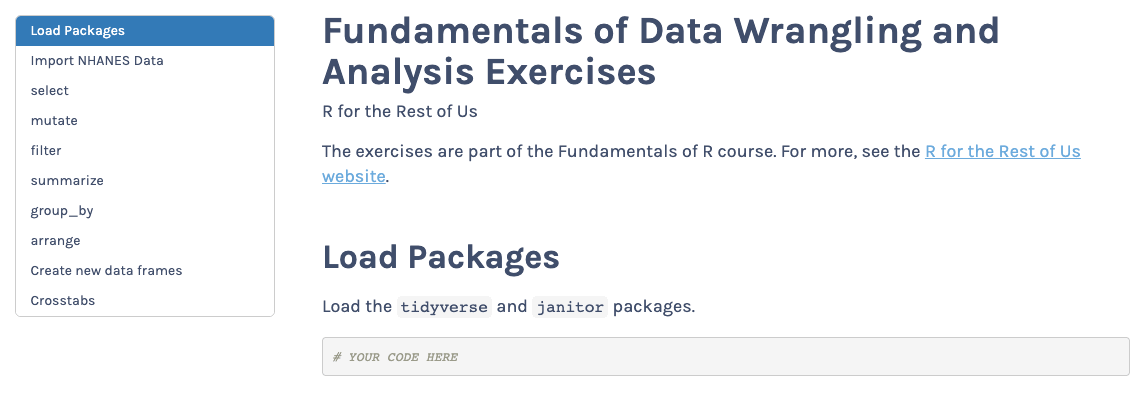 Load Packages
Import NHANES Data
select
mutate
filter
summarize
group_by
arrange
Create new data frames
Crosstabs
Fundamentals of Data Wrangling and
Analysis Exercises
R for the Rest of Us
The exercises are part of the Fundamentals of R course. For more, see the R for the Rest of Us
website.
Load Packages
Load the tidyverse and janitor packages.
# YOUR CODE HERE